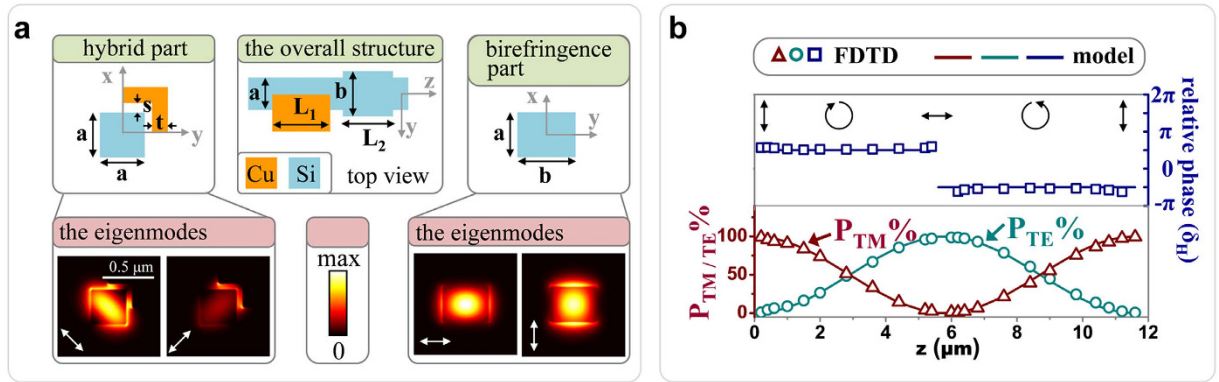 a
hybrid part
x
s
t
y
a
a
the overall structure
a
L1
b
L2
z
y
Cu
Si
top view
birefringence
part
x
y
a
b
the eigenmodes
0.5 μm
max
0
the eigenmodes
b
FDTD
model
2π
π
0
-π
relative phase (δH)
PTM / TE%
100
50
0
PTM%
PTE%
0
2
4
6
8
10
12
z (μm)